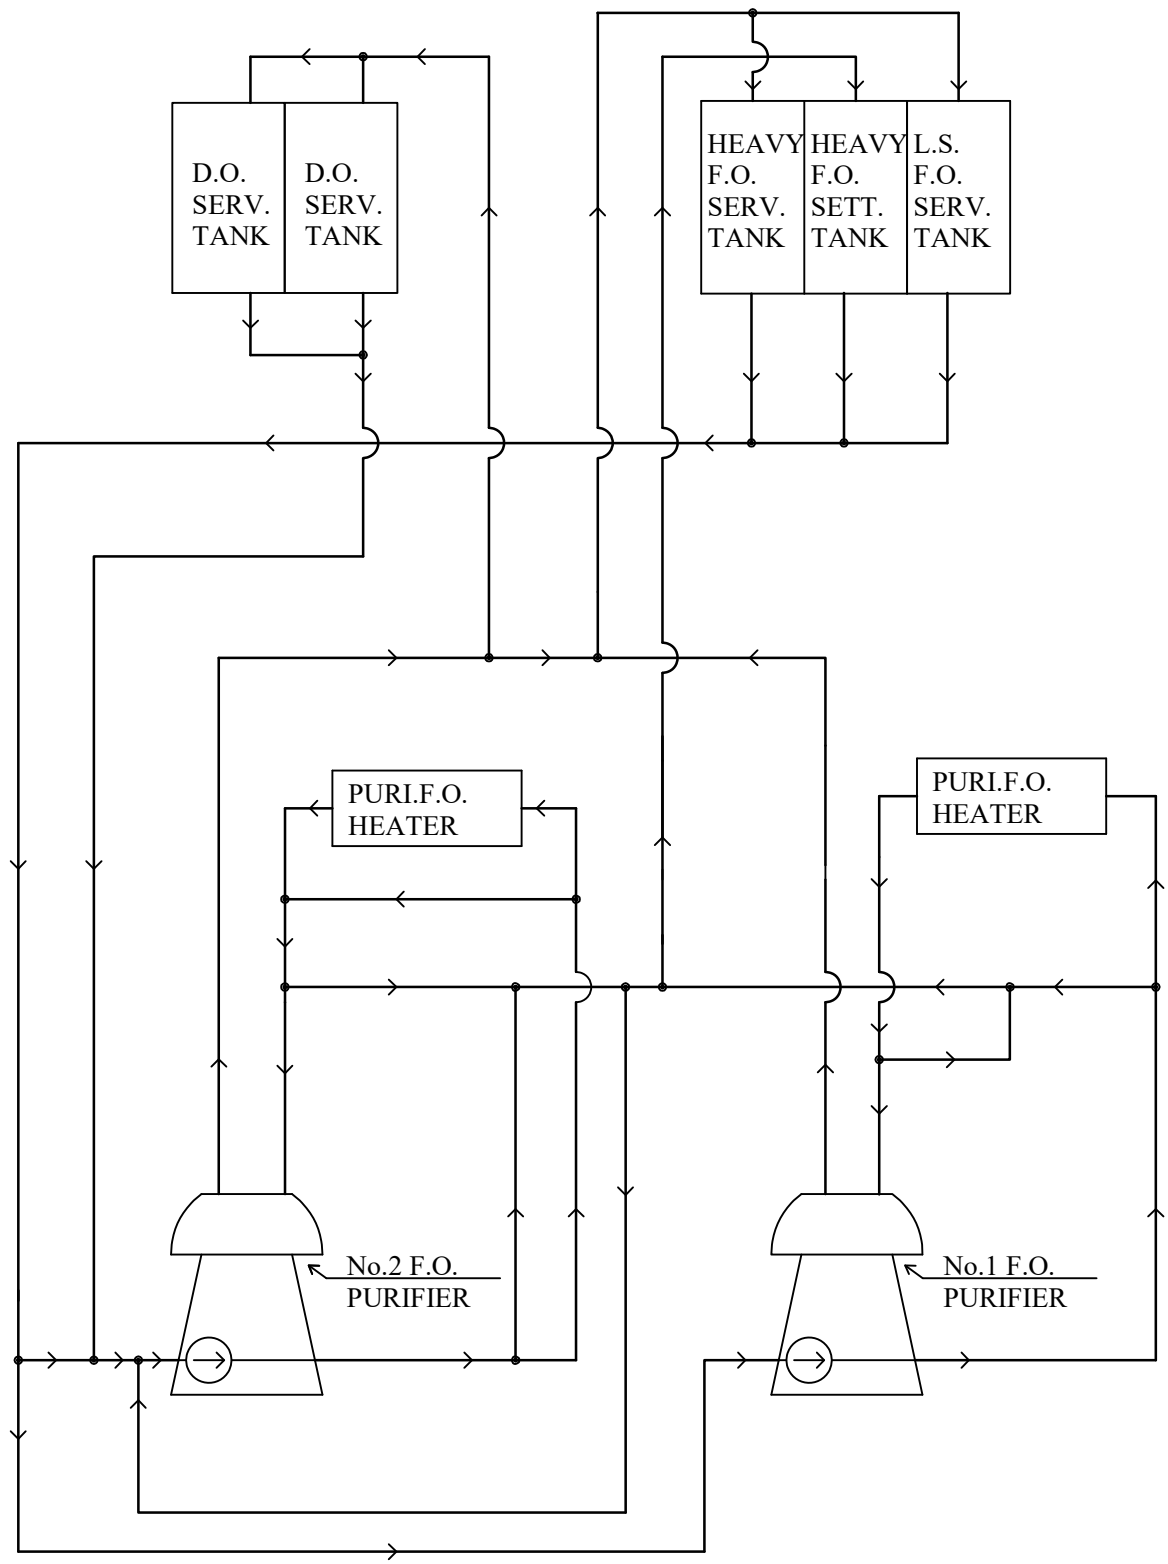 D.O.
SERV.
TANK
D.O.
SERV.
TANK
HEAVY
F.O.
SERV.
TANK
HEAVY
F.O.
SETT.
TANK
L.S.
F.O.
SERV.
TANK
PURI.F.O.
HEATER
PURI.F.O.
HEATER
No.2 F.O.
PURIFIER
No.1 F.O.
PURIFIER